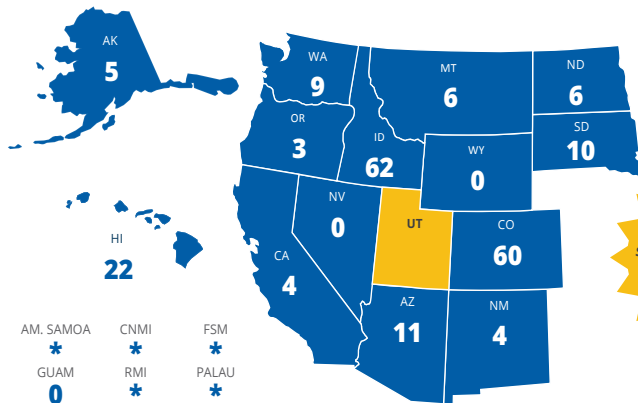 AK
5
WA
9
MT
6
ND
6
OR
3
ID
62
SD
10
WY
0
NV
0
UT
HI
22
CA
4
CO
60
AZ
11
NM
4
AM. SAMOA CNMI FSM
* * *
GUAM RMI PALAU
0 * *